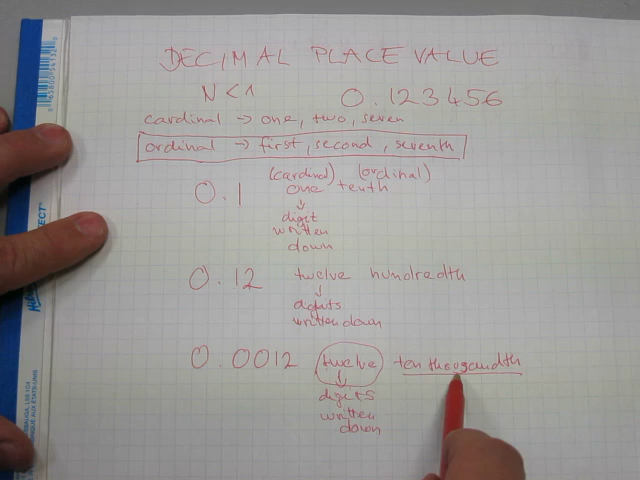 DECIMAL PLACE VALUE
N < 1 0.123456
cardinal → one, two, seven
ordinal → first, second, seventh
(cardinal) (ordinal)
0.1 one tenth
↓
digit
written
down
0.12 twelve hundredth
↓
digits
written down
0.0012 twelve ten thousandth
↓
digits
written
down